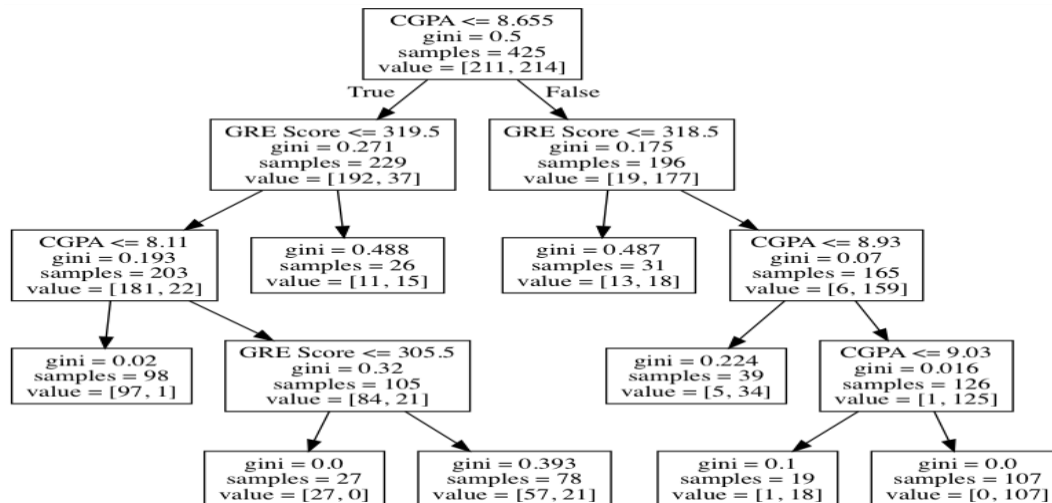 CGPA <= 8.655
gini = 0.5
samples = 425
value = [211, 214]
True
False
GRE Score <= 319.5
gini = 0.271
samples = 229
value = [192, 37]
GRE Score <= 318.5
gini = 0.175
samples = 196
value = [19, 177]
CGPA <= 8.11
gini = 0.193
samples = 203
value = [181, 22]
gini = 0.488
samples = 26
value = [11, 15]
gini = 0.487
samples = 31
value = [13, 18]
CGPA <= 8.93
gini = 0.07
samples = 165
value = [6, 159]
gini = 0.02
samples = 98
value = [97, 1]
GRE Score <= 305.5
gini = 0.32
samples = 105
value = [84, 21]
gini = 0.224
samples = 39
value = [5, 34]
CGPA <= 9.03
gini = 0.016
samples = 126
value = [1, 125]
gini = 0.0
samples = 27
value = [27, 0]
gini = 0.393
samples = 78
value = [57, 21]
gini = 0.1
samples = 19
value = [1, 18]
gini = 0.0
samples = 107
value = [0, 107]